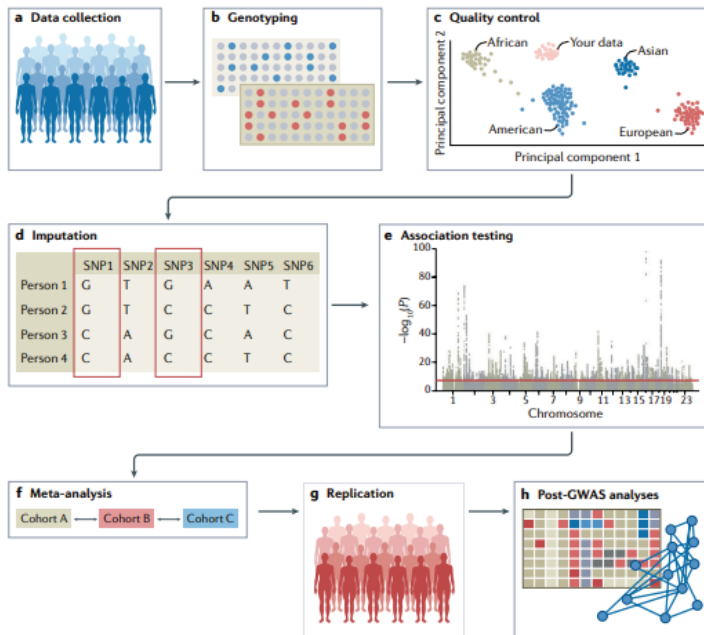 a Data collection
b Genotyping
c Quality control
Principal component 2
African
Your data
Asian
American
European
Principal component 1
d Imputation
SNP1 SNP2 SNP3 SNP4 SNP5 SNP6
Person 1 G T G A A T
Person 2 G T C C T C
Person 3 C A G C A C
Person 4 C A C C T C
e Association testing
−log10(P)
100
80
60
40
20
0
1 3 5 7 9 11 13 15 17 19 23
Chromosome
f Meta-analysis
Cohort A Cohort B Cohort C
g Replication
h Post-GWAS analyses